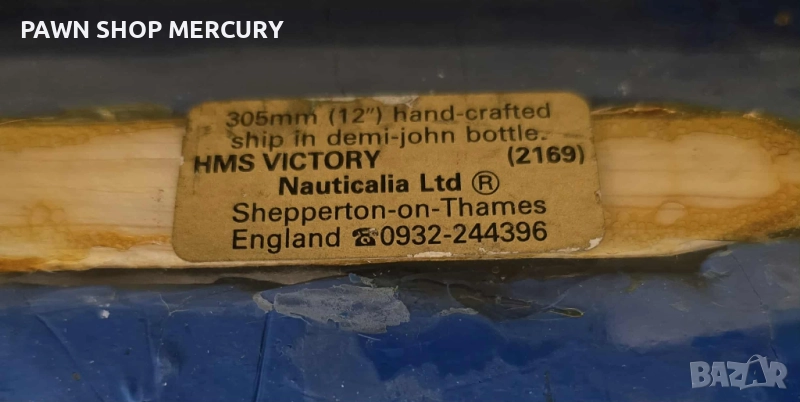 PAWN SHOP MERCURY
305mm (12") hand-crafted
ship in demi-john bottle.
HMS VICTORY (2169)
Nauticalia Ltd ®
Shepperton-on-Thames
England ☎0932-244396
BAZAR